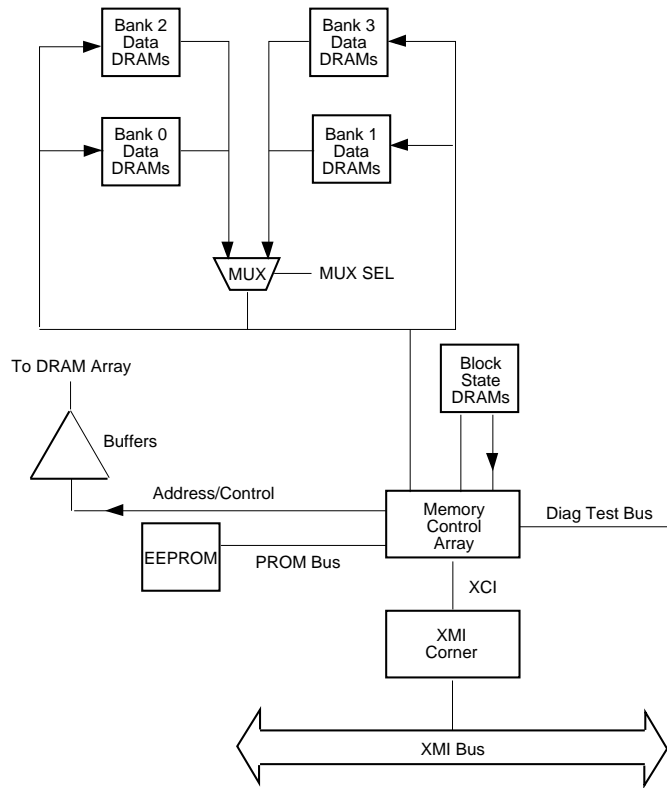 Bank 2
Data
DRAMs
Bank 3
Data
DRAMs
Bank 0
Data
DRAMs
Bank 1
Data
DRAMs
MUX
MUX SEL
To DRAM Array
Block
State
DRAMs
Buffers
Address/Control
Memory
Control
Array
Diag Test Bus
EEPROM
PROM Bus
XCI
XMI
Corner
XMI Bus